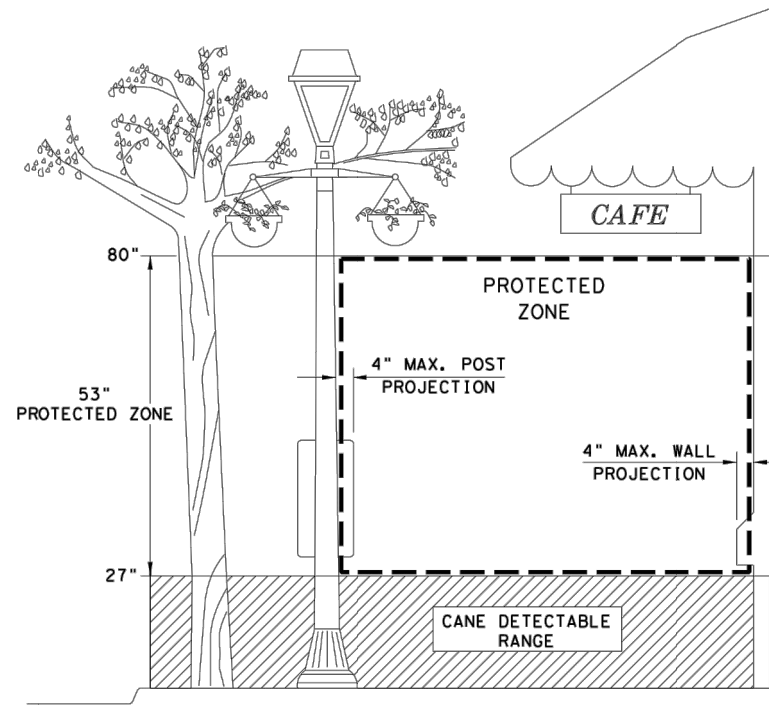 CAFE
80"
PROTECTED
ZONE
4" MAX. POST
PROJECTION
53"
PROTECTED ZONE
4" MAX. WALL
PROJECTION
27"
CANE DETECTABLE
RANGE